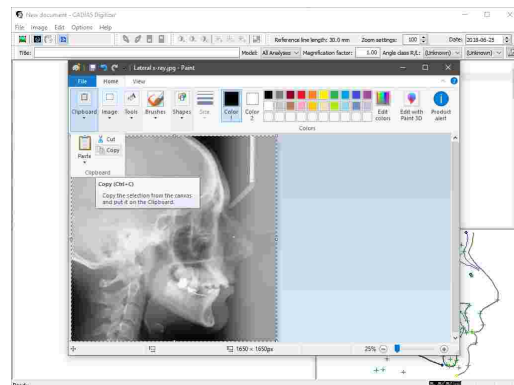 New document - CADIAS Digitizer
File Image Edit Options Help
Reference line length: 30.0 mm Zoom settings: 100 Date: 2018-06-25
Title: Model: All Analyses Magnification factor: 1.00 Angle class R/L: (Unknown) (Unknown)
Lateral x-ray.jpg - Paint
File Home View
Clipboard Image Tools Brushes Shapes Size Color 1 Color 2 Edit colors Edit with Paint 3D Product alert
Colors
Paste Cut
Copy
Clipboard
Copy (Ctrl+C)
Copy the selection from the canvas and put it on the Clipboard.
1650 × 1650px 25%